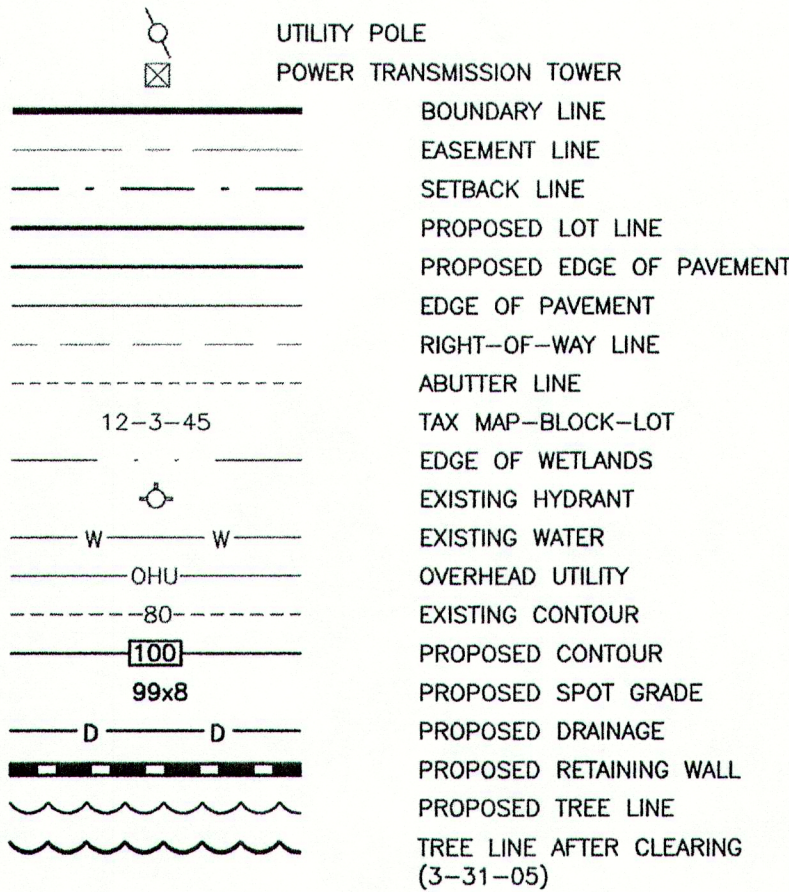 UTILITY POLE
POWER TRANSMISSION TOWER
BOUNDARY LINE
EASEMENT LINE
SETBACK LINE
PROPOSED LOT LINE
PROPOSED EDGE OF PAVEMENT
EDGE OF PAVEMENT
RIGHT-OF-WAY LINE
ABUTTER LINE
12-3-45 TAX MAP-BLOCK-LOT
EDGE OF WETLANDS
EXISTING HYDRANT
W W EXISTING WATER
OHU OVERHEAD UTILITY
80 EXISTING CONTOUR
100 PROPOSED CONTOUR
99x8 PROPOSED SPOT GRADE
D D PROPOSED DRAINAGE
PROPOSED RETAINING WALL
PROPOSED TREE LINE
TREE LINE AFTER CLEARING
(3-31-05)